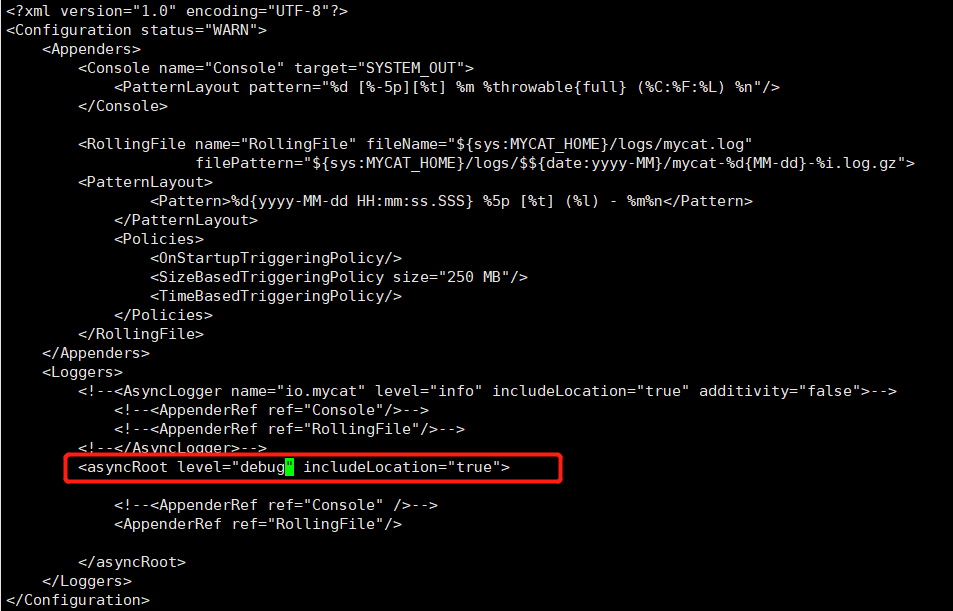 <?xml version="1.0" encoding="UTF-8"?>
<Configuration status="WARN">
    <Appenders>
        <Console name="Console" target="SYSTEM_OUT">
            <PatternLayout pattern="%d [%-5p][%t] %m %throwable{full} (%C:%F:%L) %n"/>
        </Console>

        <RollingFile name="RollingFile" fileName="${sys:MYCAT_HOME}/logs/mycat.log"
                     filePattern="${sys:MYCAT_HOME}/logs/$${date:yyyy-MM}/mycat-%d{MM-dd}-%i.log.gz">
        <PatternLayout>
                <Pattern>%d{yyyy-MM-dd HH:mm:ss.SSS} %5p [%t] (%l) - %m%n</Pattern>
            </PatternLayout>
            <Policies>
                <OnStartupTriggeringPolicy/>
                <SizeBasedTriggeringPolicy size="250 MB"/>
                <TimeBasedTriggeringPolicy/>
            </Policies>
        </RollingFile>
    </Appenders>
    <Loggers>
        <!--<AsyncLogger name="io.mycat" level="info" includeLocation="true" additivity="false">-->
            <!--<AppenderRef ref="Console"/>-->
            <!--<AppenderRef ref="RollingFile"/>-->
        <!--</AsyncLogger>-->
        <asyncRoot level="debug" includeLocation="true">

            <!--<AppenderRef ref="Console" />-->
            <AppenderRef ref="RollingFile"/>

        </asyncRoot>
    </Loggers>
</Configuration>